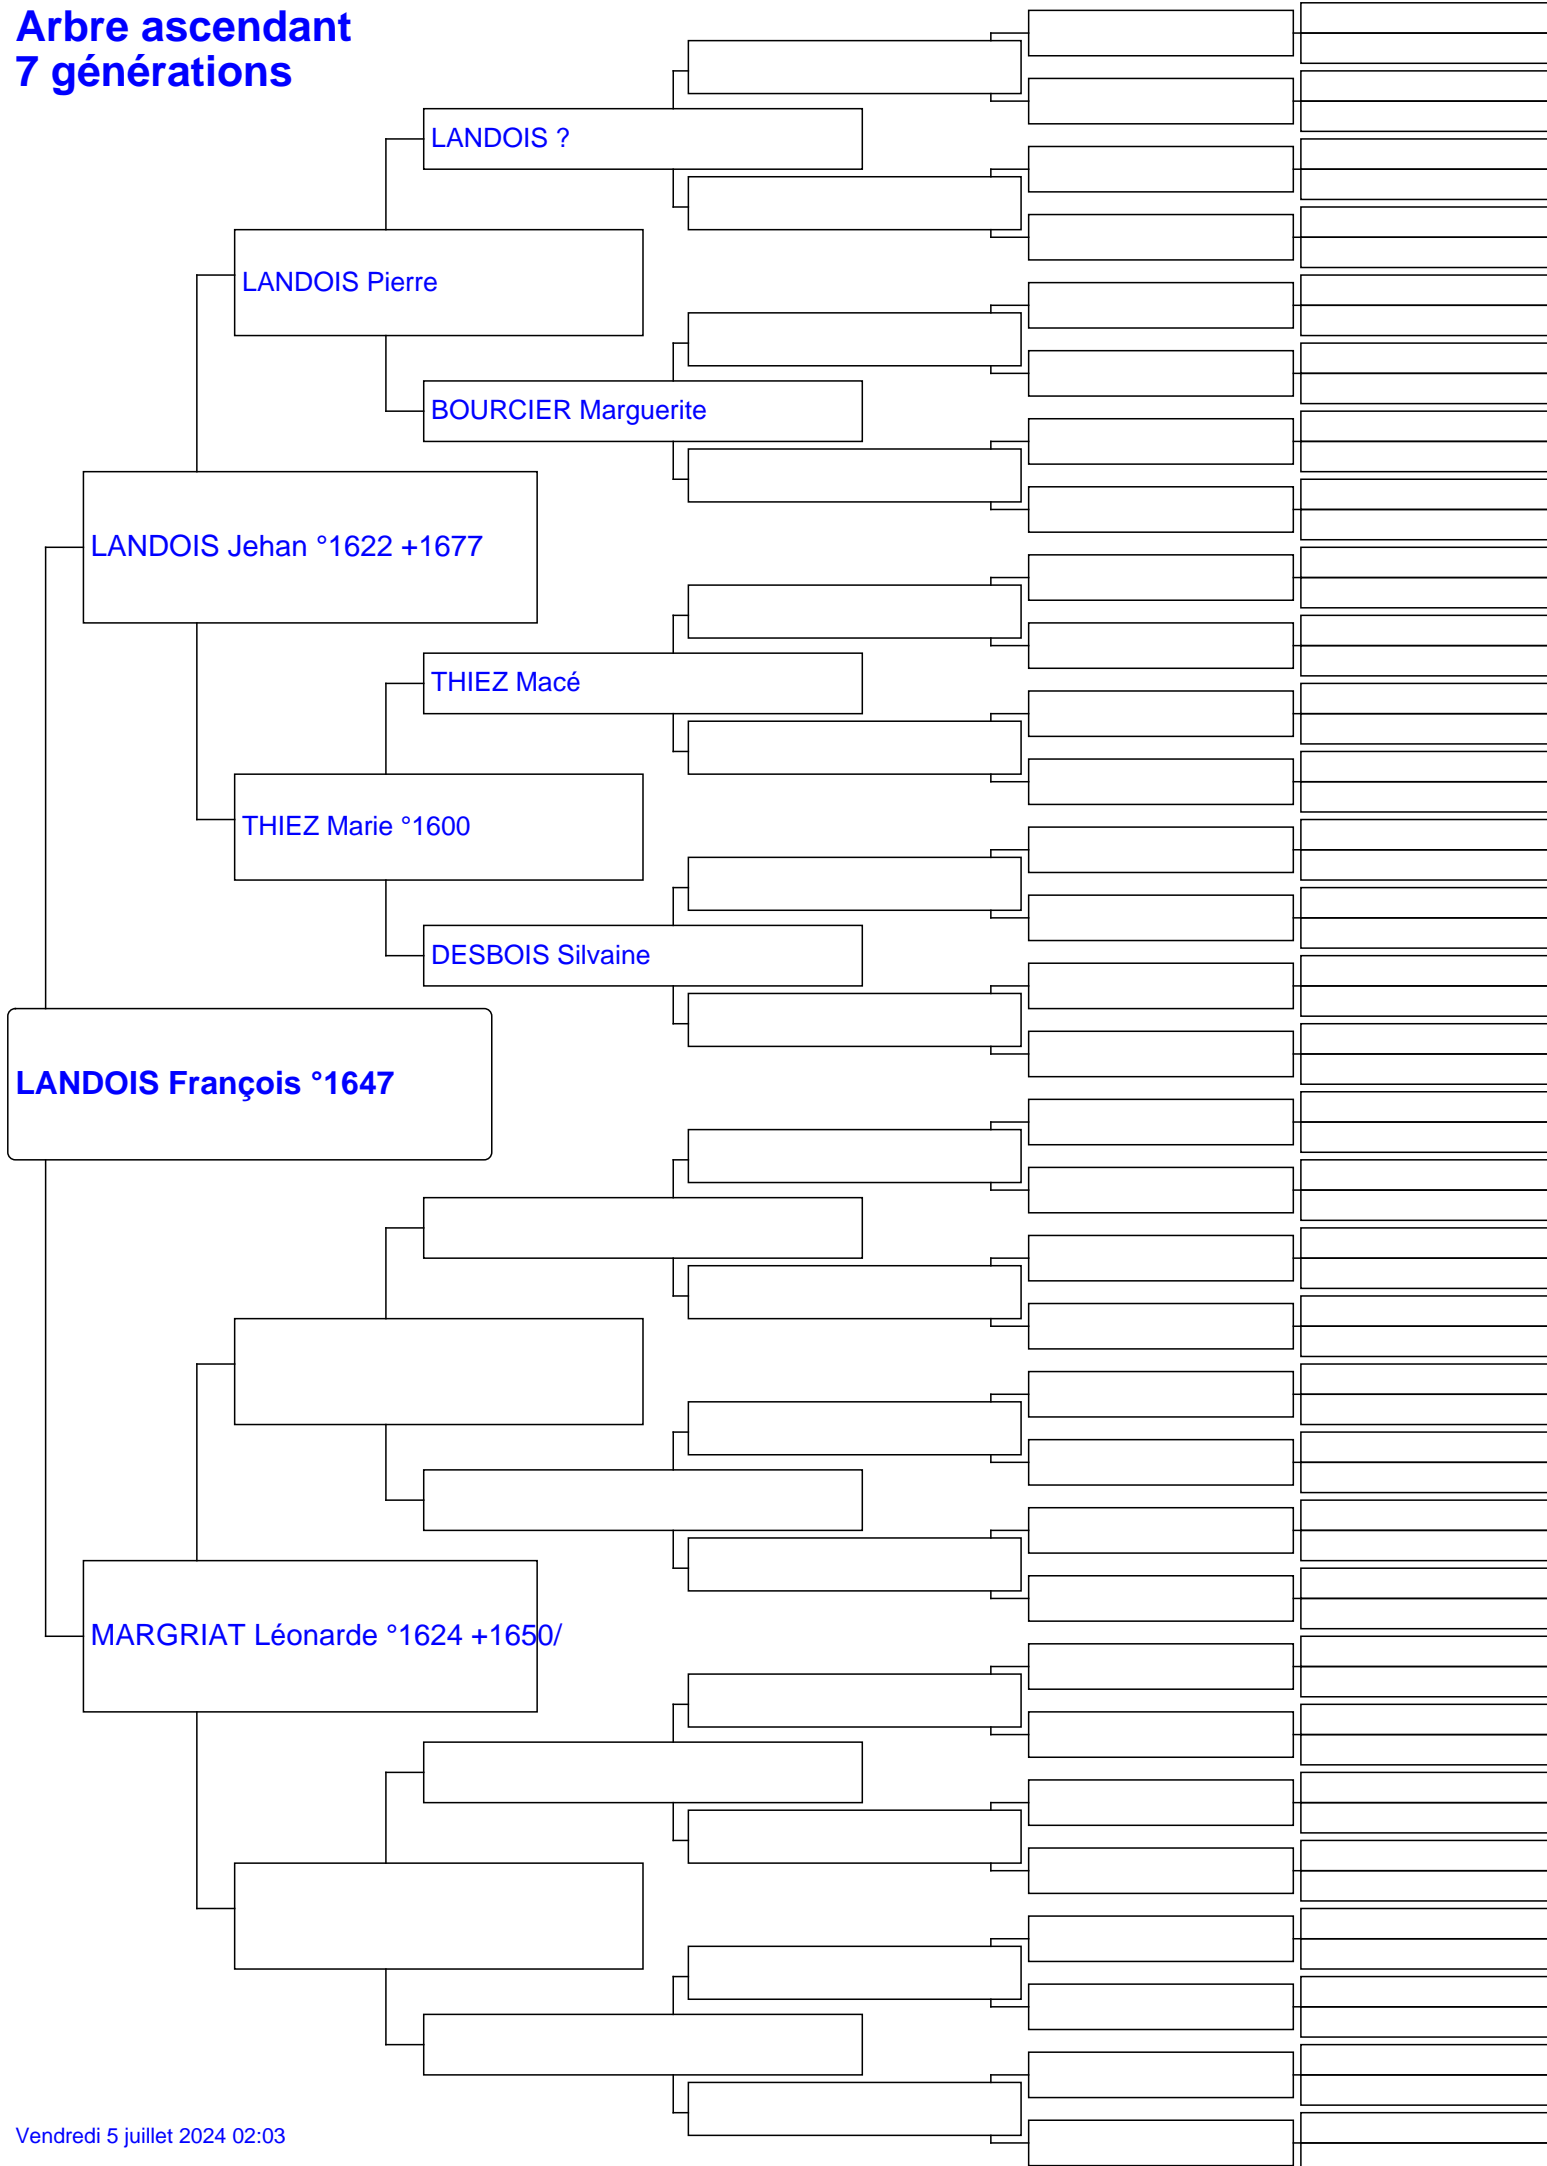 Arbre ascendant
7 générations
LANDOIS ?
LANDOIS Pierre
BOURCIER Marguerite
LANDOIS Jehan °1622 +1677
THIEZ Macé
THIEZ Marie °1600
DESBOIS Silvaine
LANDOIS François °1647
MARGRIAT Léonarde °1624 +1650/
Vendredi 5 juillet 2024 02:03